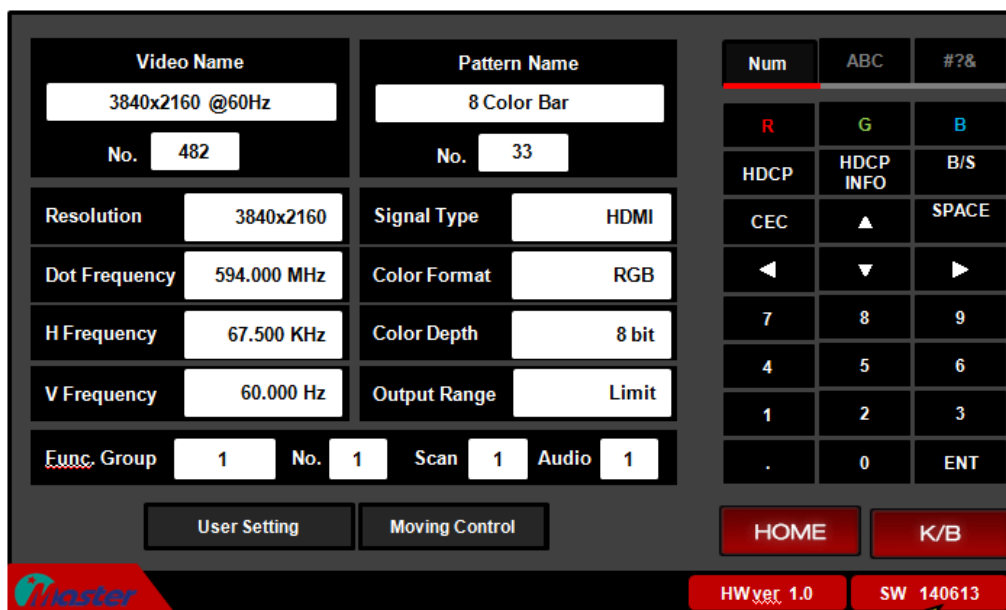 Video Name
3840x2160 @60Hz
No. 482
Pattern Name
8 Color Bar
No. 33
Resolution 3840x2160
Dot Frequency 594.000 MHz
H Frequency 67.500 KHz
V Frequency 60.000 Hz
Signal Type HDMI
Color Format RGB
Color Depth 8 bit
Output Range Limit
Func. Group 1 No. 1 Scan 1 Audio 1
User Setting Moving Control
Num ABC #?&
R G B
HDCP HDCP INFO B/S
CEC ▲ SPACE
◀ ▼ ▶
7 8 9
4 5 6
1 2 3
. 0 ENT
HOME K/B
Master
HW ver 1.0 SW 140613